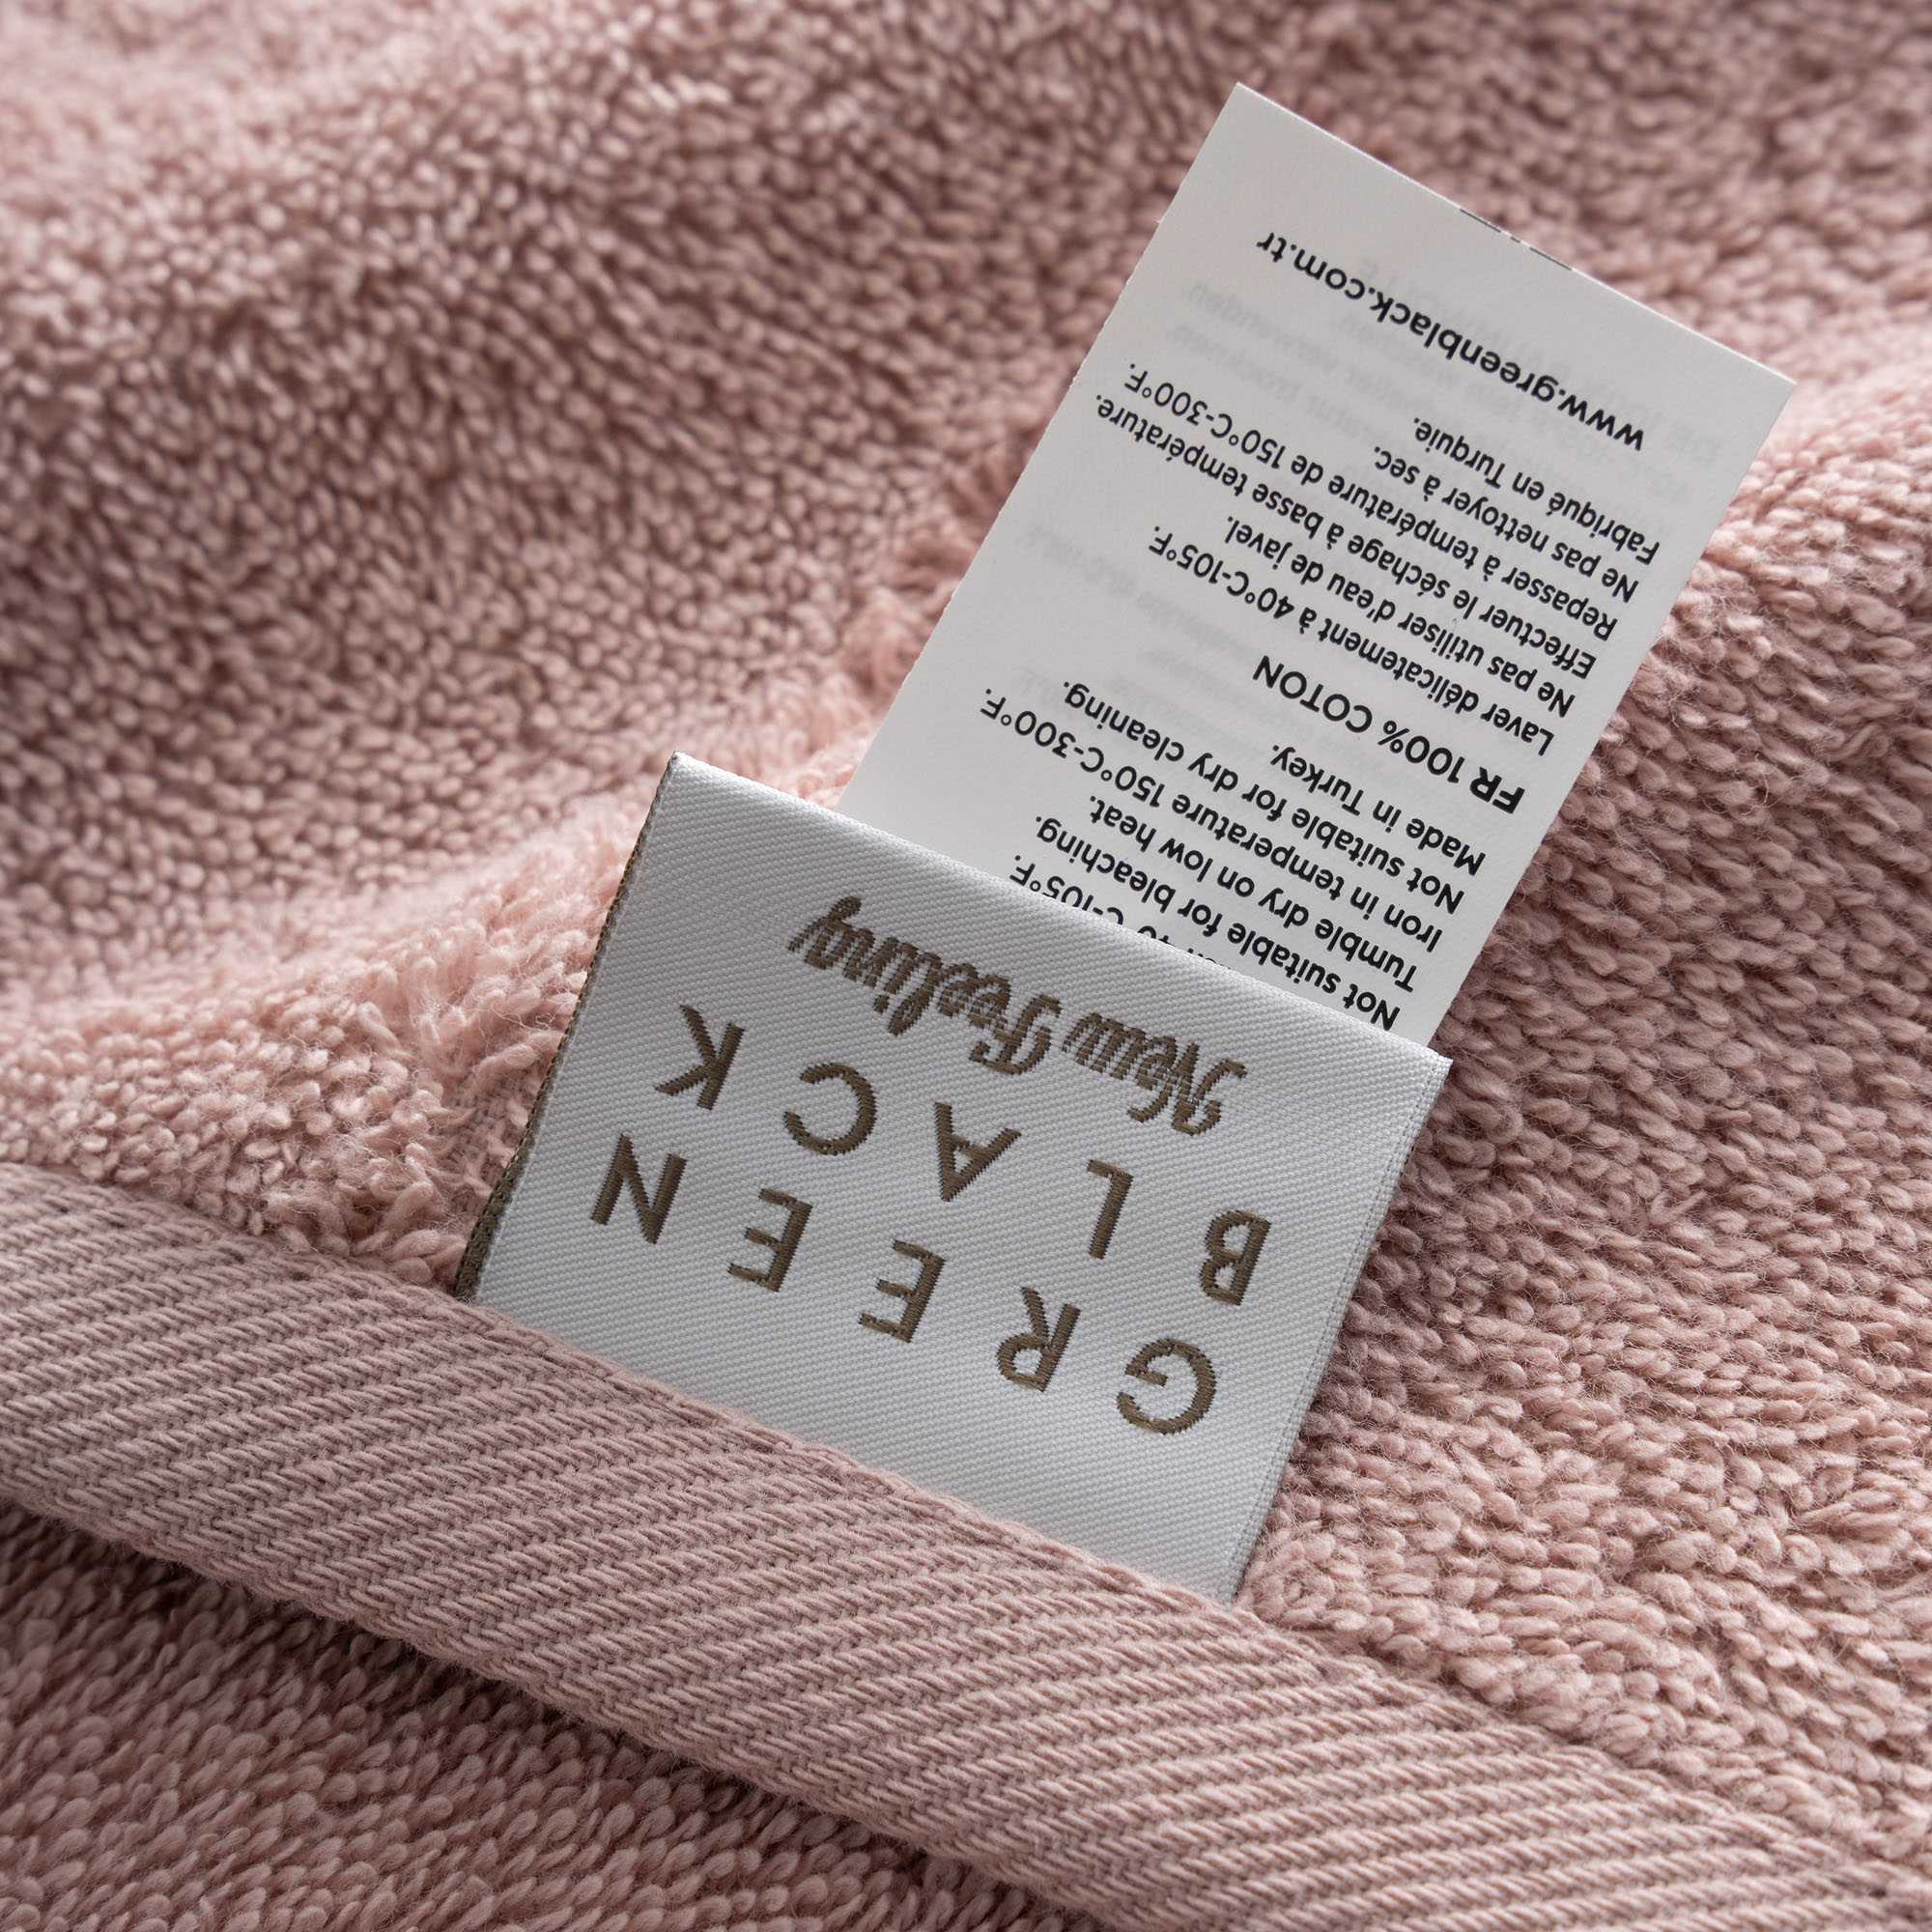 GREEN
BLACK
New Feeling
C-105°F.
Not suitable for bleaching.
Tumble dry on low heat.
Iron in temperature 150°C-300°F.
Not suitable for dry cleaning.
Made in Turkey.
FR 100% COTON
Laver délicatement à 40°C-105°F.
Ne pas utiliser d'eau de javel.
Effectuer le séchage à basse température.
Repasser à température de 150°C-300°F.
Ne pas nettoyer à sec.
Fabriqué en Turquie.
www.greenblack.com.tr